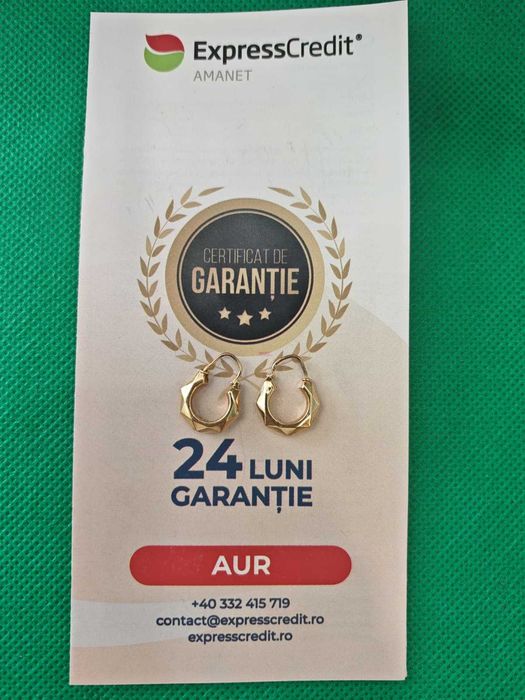 ExpressCredit®
AMANET
CERTIFICAT DE
GARANȚIE
24 LUNI
GARANȚIE
AUR
+40 332 415 719
contact@expresscredit.ro
expresscredit.ro